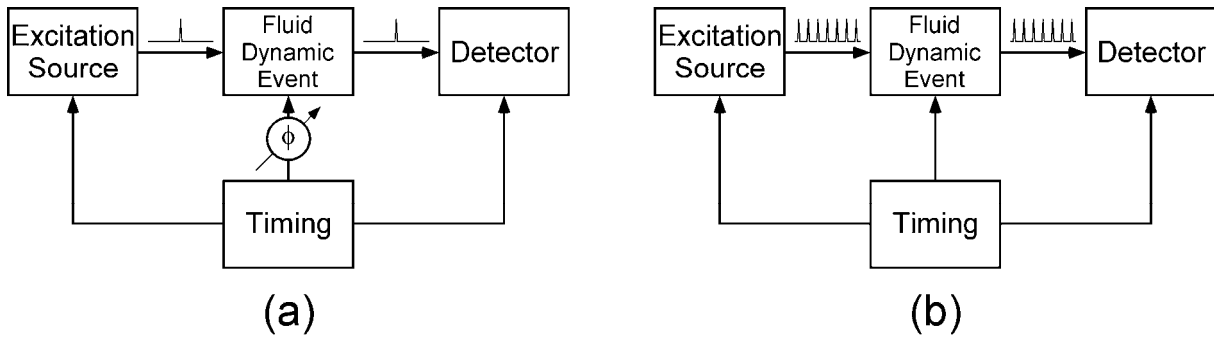 Excitation
Source
Fluid
Dynamic
Event
Detector
ϕ
Timing
(a)
Excitation
Source
Fluid
Dynamic
Event
Detector
Timing
(b)